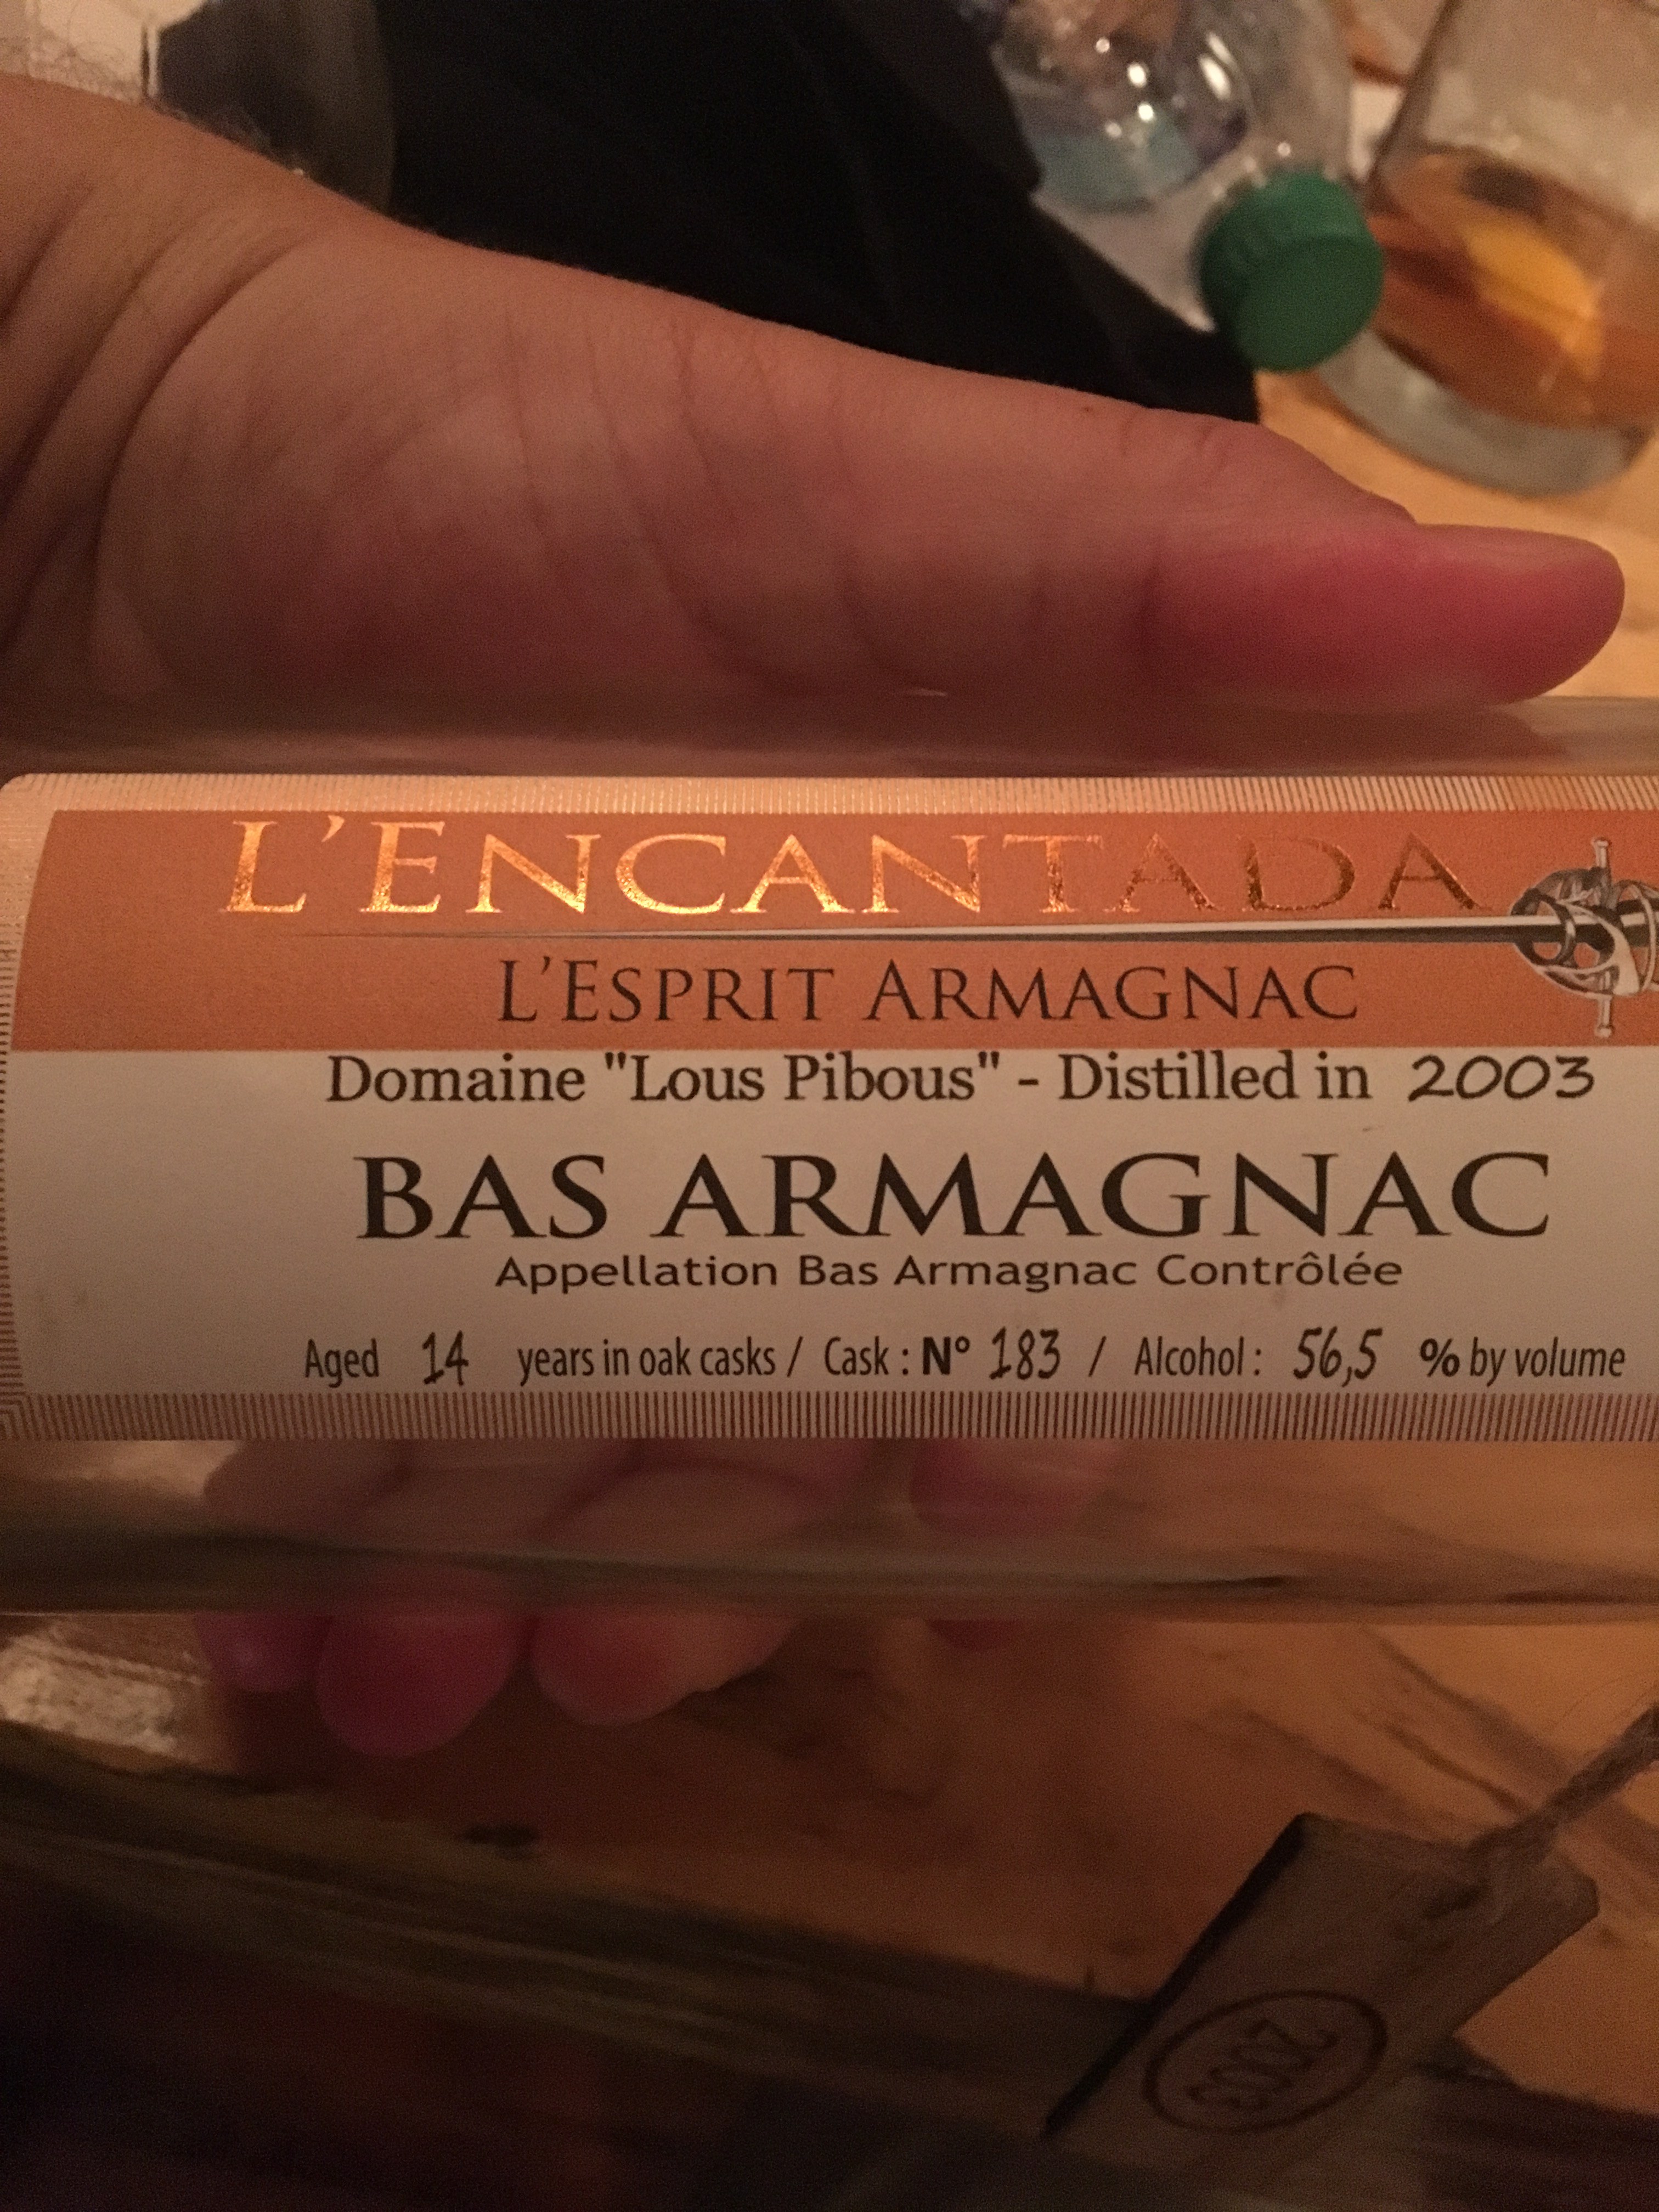 L'ENCANTADA
L'ESPRIT ARMAGNAC
Domaine "Lous Pibous" - Distilled in 2003
BAS ARMAGNAC
Appellation Bas Armagnac Contrôlée
Aged 14 years in oak casks / Cask : N° 183 / Alcohol : 56,5 % by volume
2003